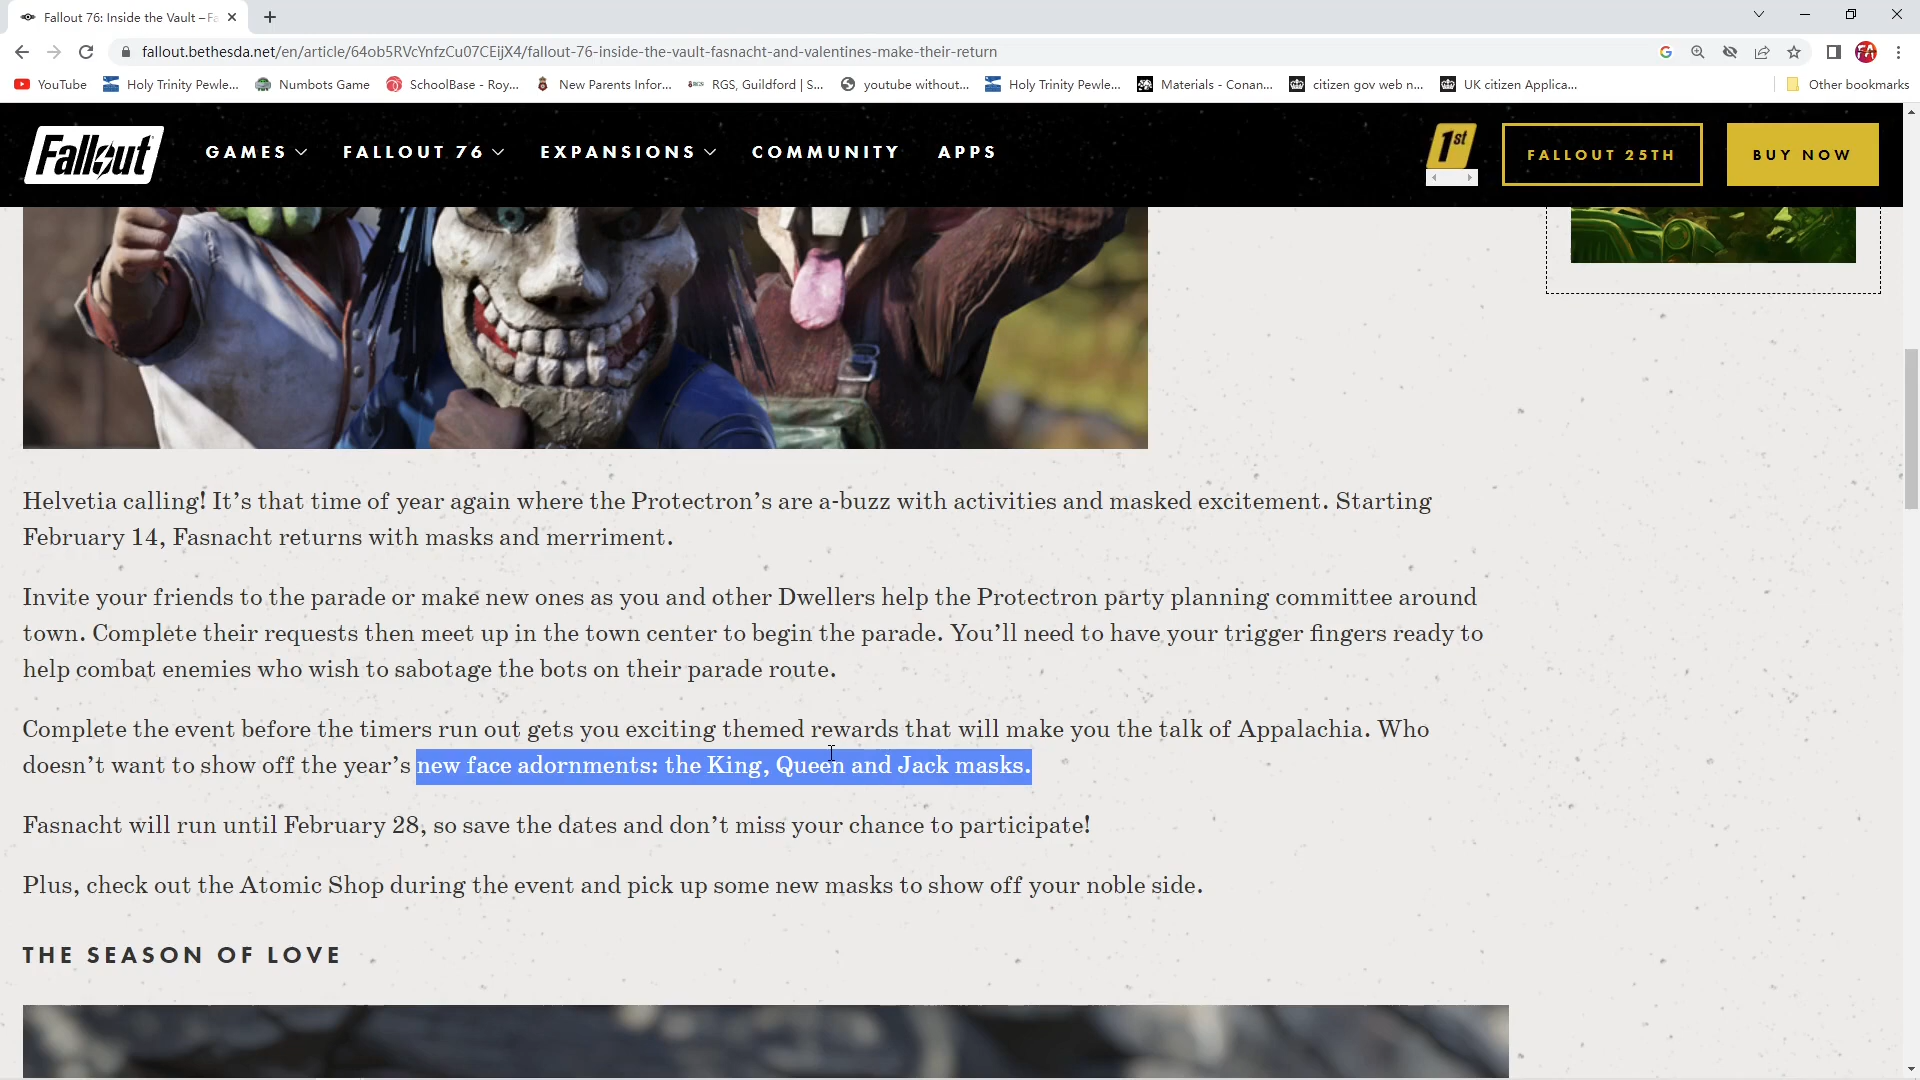 Fallout 76: Inside the Vault – Fa
fallout.bethesda.net/en/article/64ob5RVcYnfzCu07CEijX4/fallout-76-inside-the-vault-fasnacht-and-valentines-make-their-return
YouTube
Holy Trinity Pewle...
Numbots Game
SchoolBase - Roy...
New Parents Infor...
RGS, Guildford | S...
youtube without...
Holy Trinity Pewle...
Materials - Conan...
citizen gov web n...
UK citizen Applica...
Other bookmarks
Fallout
GAMES
FALLOUT 76
EXPANSIONS
COMMUNITY
APPS
1st
FALLOUT 25TH
BUY NOW
Helvetia calling! It’s that time of year again where the Protectron’s are a-buzz with activities and masked excitement. Starting
February 14, Fasnacht returns with masks and merriment.
Invite your friends to the parade or make new ones as you and other Dwellers help the Protectron party planning committee around
town. Complete their requests then meet up in the town center to begin the parade. You’ll need to have your trigger fingers ready to
help combat enemies who wish to sabotage the bots on their parade route.
Complete the event before the timers run out gets you exciting themed rewards that will make you the talk of Appalachia. Who
doesn’t want to show off the year’s new face adornments: the King, Queen and Jack masks.
Fasnacht will run until February 28, so save the dates and don’t miss your chance to participate!
Plus, check out the Atomic Shop during the event and pick up some new masks to show off your noble side.
THE SEASON OF LOVE